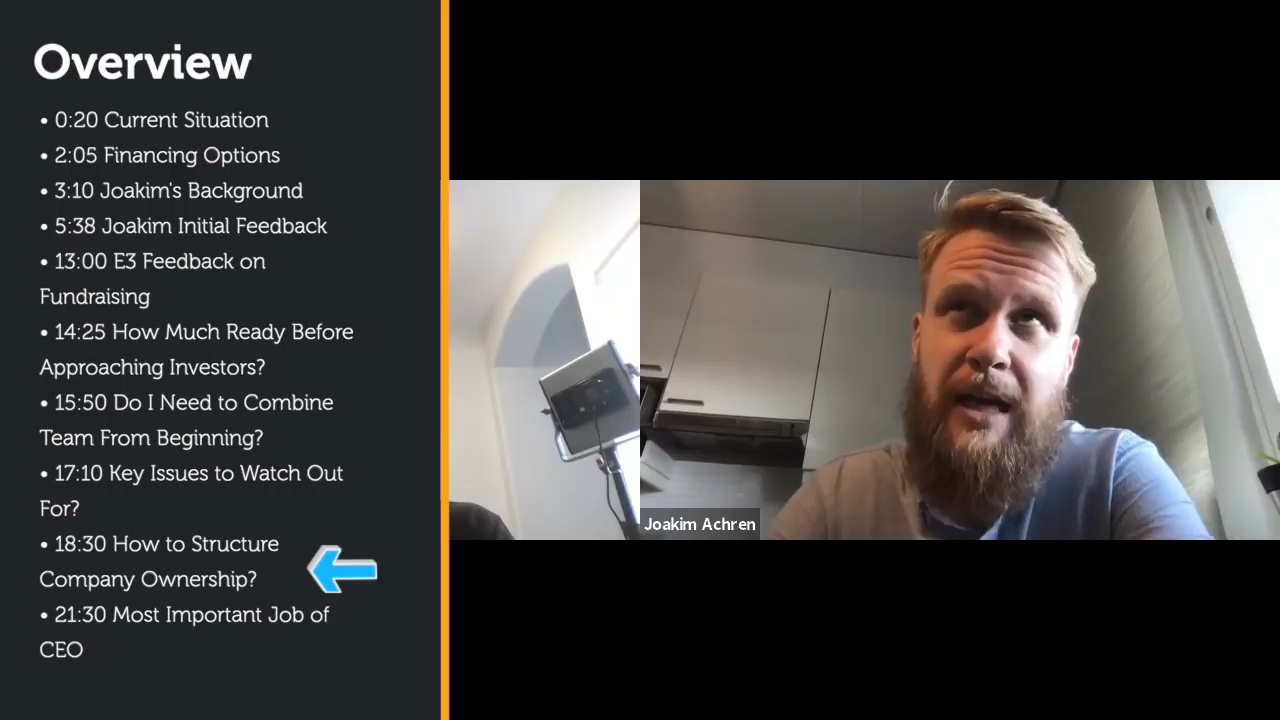 Overview
• 0:20 Current Situation
• 2:05 Financing Options
• 3:10 Joakim's Background
• 5:38 Joakim Initial Feedback
• 13:00 E3 Feedback on
Fundraising
• 14:25 How Much Ready Before
Approaching Investors?
• 15:50 Do I Need to Combine
Team From Beginning?
• 17:10 Key Issues to Watch Out
For?
• 18:30 How to Structure
Company Ownership?
• 21:30 Most Important Job of
CEO
Joakim Achren